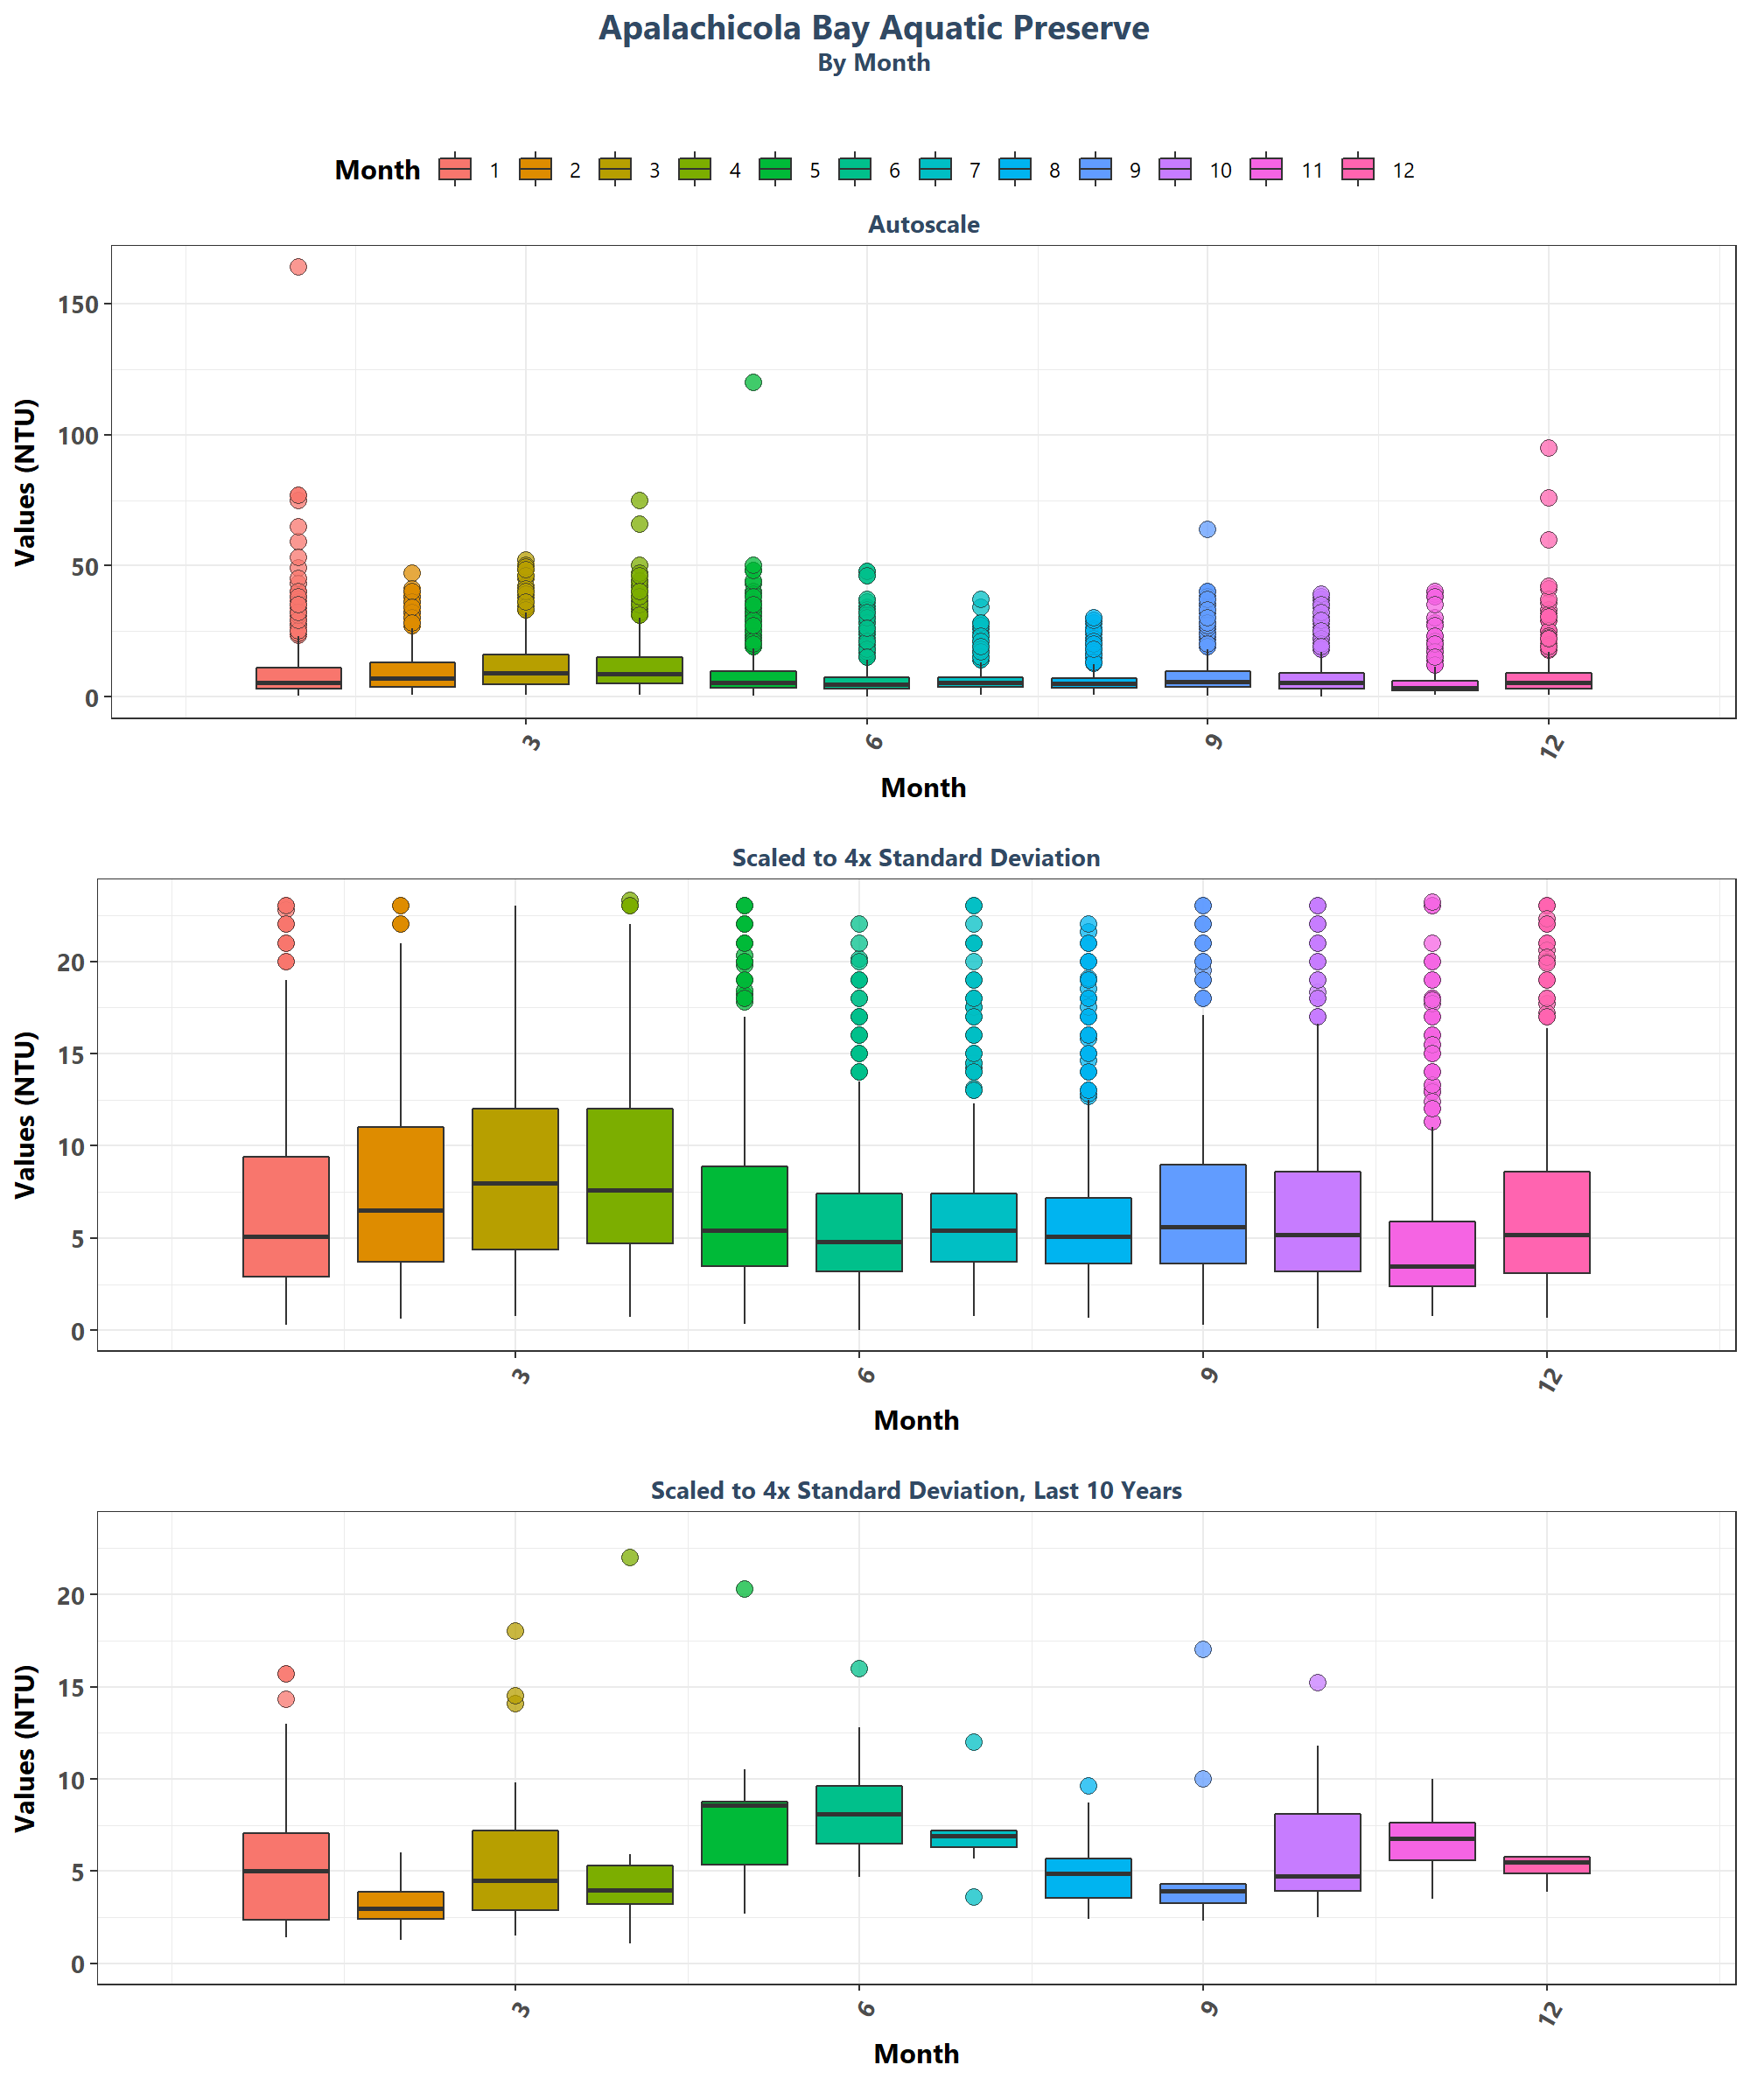 Apalachicola Bay Aquatic Preserve
By Month
Month 1 2 3 4 5 6 7 8 9 10 11 12
Autoscale
Values (NTU)
150
100
50
0
3 6 9 12
Month
Scaled to 4x Standard Deviation
Values (NTU)
20
15
10
5
0
3 6 9 12
Month
Scaled to 4x Standard Deviation, Last 10 Years
Values (NTU)
20
15
10
5
0
3 6 9 12
Month